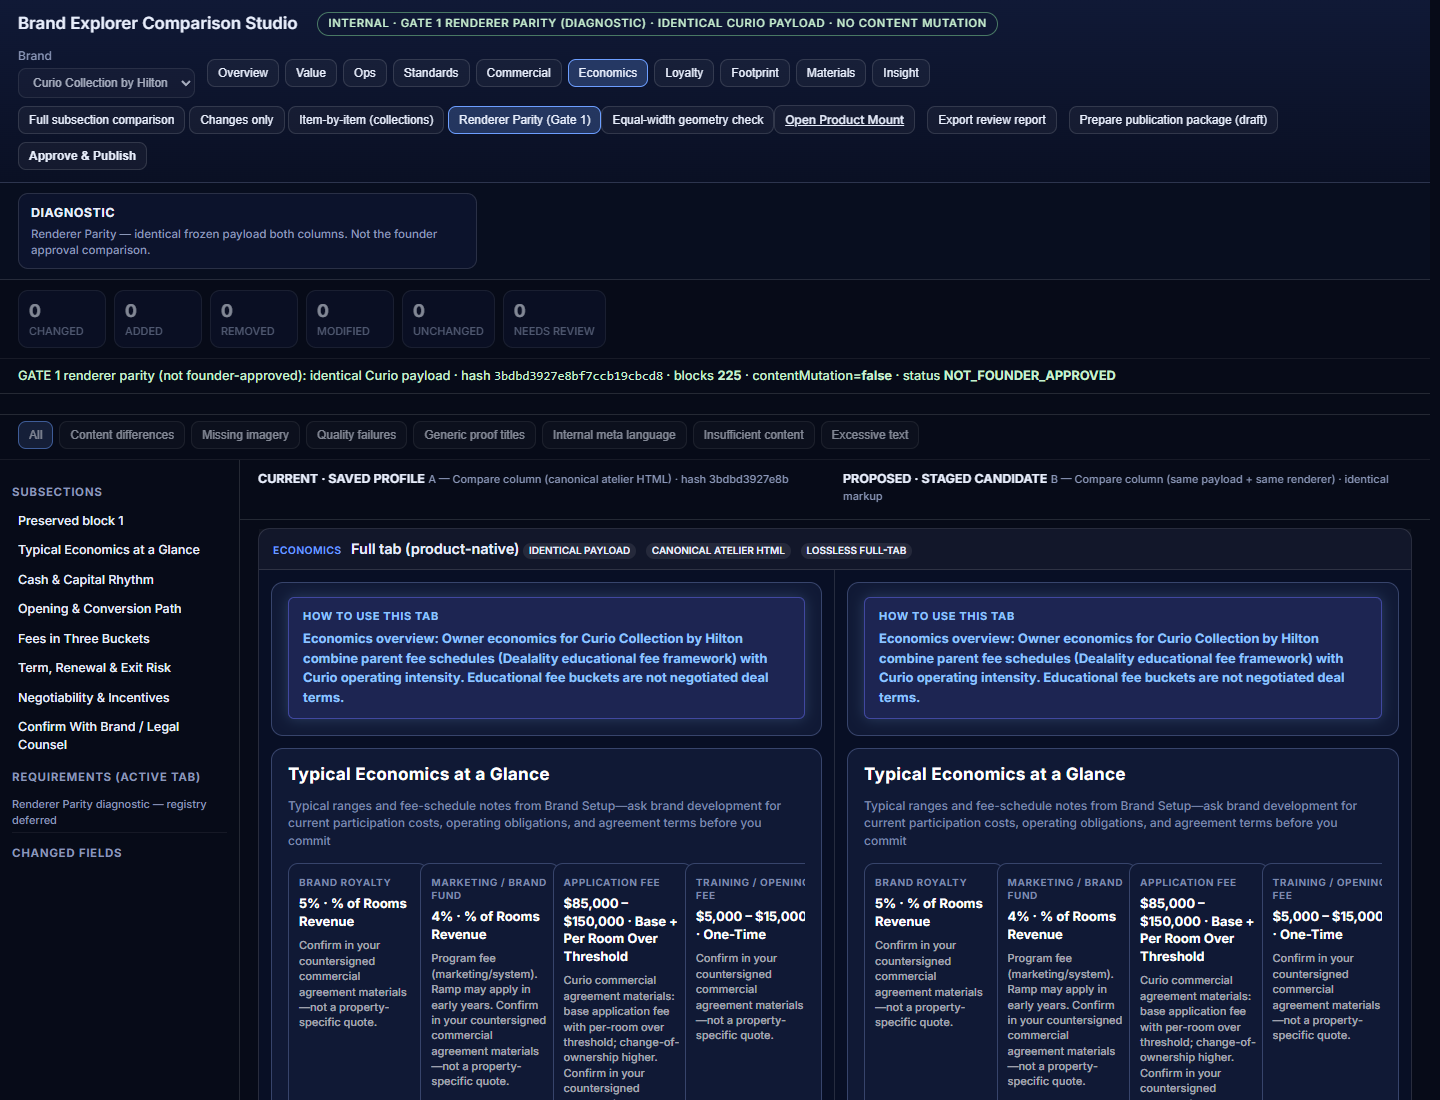 Brand Explorer Comparison Studio
INTERNAL · GATE 1 RENDERER PARITY (DIAGNOSTIC) · IDENTICAL CURIO PAYLOAD · NO CONTENT MUTATION
Brand
Curio Collection by Hilton
Overview
Value
Ops
Standards
Commercial
Economics
Loyalty
Footprint
Materials
Insight
Full subsection comparison
Changes only
Item-by-item (collections)
Renderer Parity (Gate 1)
Equal-width geometry check
Open Product Mount
Export review report
Prepare publication package (draft)
Approve & Publish
DIAGNOSTIC
Renderer Parity — identical frozen payload both columns. Not the founder
approval comparison.
0
CHANGED
0
ADDED
0
REMOVED
0
MODIFIED
0
UNCHANGED
0
NEEDS REVIEW
GATE 1 renderer parity (not founder-approved): identical Curio payload · hash 3bdbd3927e8bf7ccb19cbcd8 · blocks 225 · contentMutation=false · status NOT_FOUNDER_APPROVED
All
Content differences
Missing imagery
Quality failures
Generic proof titles
Internal meta language
Insufficient content
Excessive text
SUBSECTIONS
Preserved block 1
Typical Economics at a Glance
Cash & Capital Rhythm
Opening & Conversion Path
Fees in Three Buckets
Term, Renewal & Exit Risk
Negotiability & Incentives
Confirm With Brand / Legal
Counsel
REQUIREMENTS (ACTIVE TAB)
Renderer Parity diagnostic — registry
deferred
CHANGED FIELDS
CURRENT · SAVED PROFILE A — Compare column (canonical atelier HTML) · hash 3bdbd3927e8b
PROPOSED · STAGED CANDIDATE B — Compare column (same payload + same renderer) · identical
markup
ECONOMICS Full tab (product-native) IDENTICAL PAYLOAD CANONICAL ATELIER HTML LOSSLESS FULL-TAB
HOW TO USE THIS TAB
Economics overview: Owner economics for Curio Collection by Hilton
combine parent fee schedules (Dealality educational fee framework) with
Curio operating intensity. Educational fee buckets are not negotiated deal
terms.
Typical Economics at a Glance
Typical ranges and fee-schedule notes from Brand Setup—ask brand development for
current participation costs, operating obligations, and agreement terms before you
commit
BRAND ROYALTY
5% · % of Rooms
Revenue
Confirm in your
countersigned
commercial
agreement materials
—not a property-
specific quote.
MARKETING / BRAND
FUND
4% · % of Rooms
Revenue
Program fee
(marketing/system).
Ramp may apply in
early years. Confirm
in your countersigned
commercial
agreement materials
—not a property-
specific quote.
APPLICATION FEE
$85,000 –
$150,000 · Base +
Per Room Over
Threshold
Curio commercial
agreement materials:
base application fee
with per-room over
threshold; change-of-
ownership higher.
Confirm in your
countersigned
TRAINING / OPENING
FEE
$5,000 – $15,000
· One-Time
Confirm in your
countersigned
commercial
agreement materials
—not a property-
specific quote.
HOW TO USE THIS TAB
Economics overview: Owner economics for Curio Collection by Hilton
combine parent fee schedules (Dealality educational fee framework) with
Curio operating intensity. Educational fee buckets are not negotiated deal
terms.
Typical Economics at a Glance
Typical ranges and fee-schedule notes from Brand Setup—ask brand development for
current participation costs, operating obligations, and agreement terms before you
commit
BRAND ROYALTY
5% · % of Rooms
Revenue
Confirm in your
countersigned
commercial
agreement materials
—not a property-
specific quote.
MARKETING / BRAND
FUND
4% · % of Rooms
Revenue
Program fee
(marketing/system).
Ramp may apply in
early years. Confirm
in your countersigned
commercial
agreement materials
—not a property-
specific quote.
APPLICATION FEE
$85,000 –
$150,000 · Base +
Per Room Over
Threshold
Curio commercial
agreement materials:
base application fee
with per-room over
threshold; change-of-
ownership higher.
Confirm in your
countersigned
TRAINING / OPENING
FEE
$5,000 – $15,000
· One-Time
Confirm in your
countersigned
commercial
agreement materials
—not a property-
specific quote.